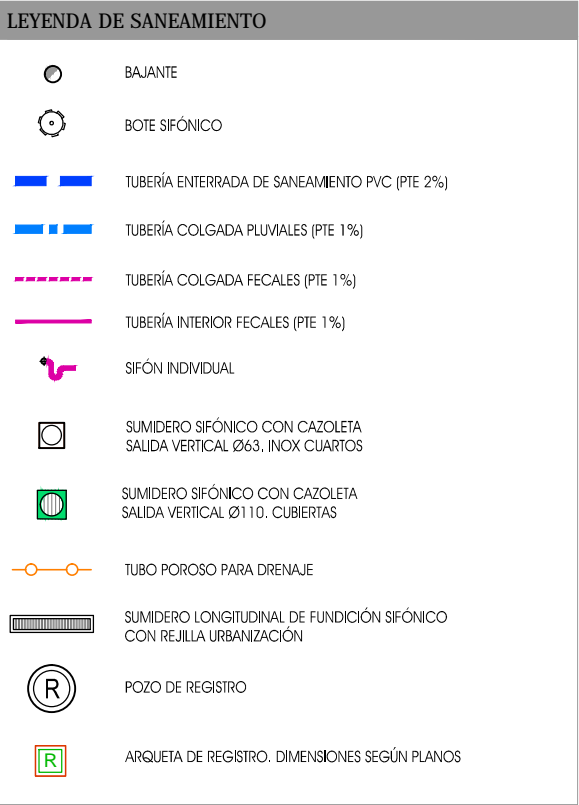 LEYENDA DE SANEAMIENTO
BAJANTE
BOTE SIFÓNICO
TUBERÍA ENTERRADA DE SANEAMIENTO PVC (PTE 2%)
TUBERÍA COLGADA PLUVIALES (PTE 1%)
TUBERÍA COLGADA FECALES (PTE 1%)
TUBERÍA INTERIOR FECALES (PTE 1%)
SIFÓN INDIVIDUAL
SUMIDERO SIFÓNICO CON CAZOLETA
SALIDA VERTICAL Ø63. INOX CUARTOS
SUMIDERO SIFÓNICO CON CAZOLETA
SALIDA VERTICAL Ø110. CUBIERTAS
TUBO POROSO PARA DRENAJE
SUMIDERO LONGITUDINAL DE FUNDICIÓN SIFÓNICO
CON REJILLA URBANIZACIÓN
R
POZO DE REGISTRO
R
ARQUETA DE REGISTRO. DIMENSIONES SEGÚN PLANOS